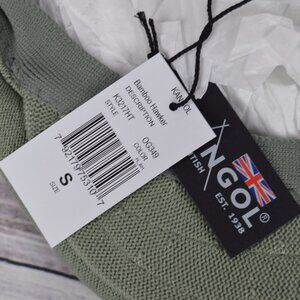 KANGOL
Bamboo Hawker
DESCRIPTION
K3217HT
STYLE
OG349
COLOR
S
SIZE
NGOL
®
TISH
EST. 1938